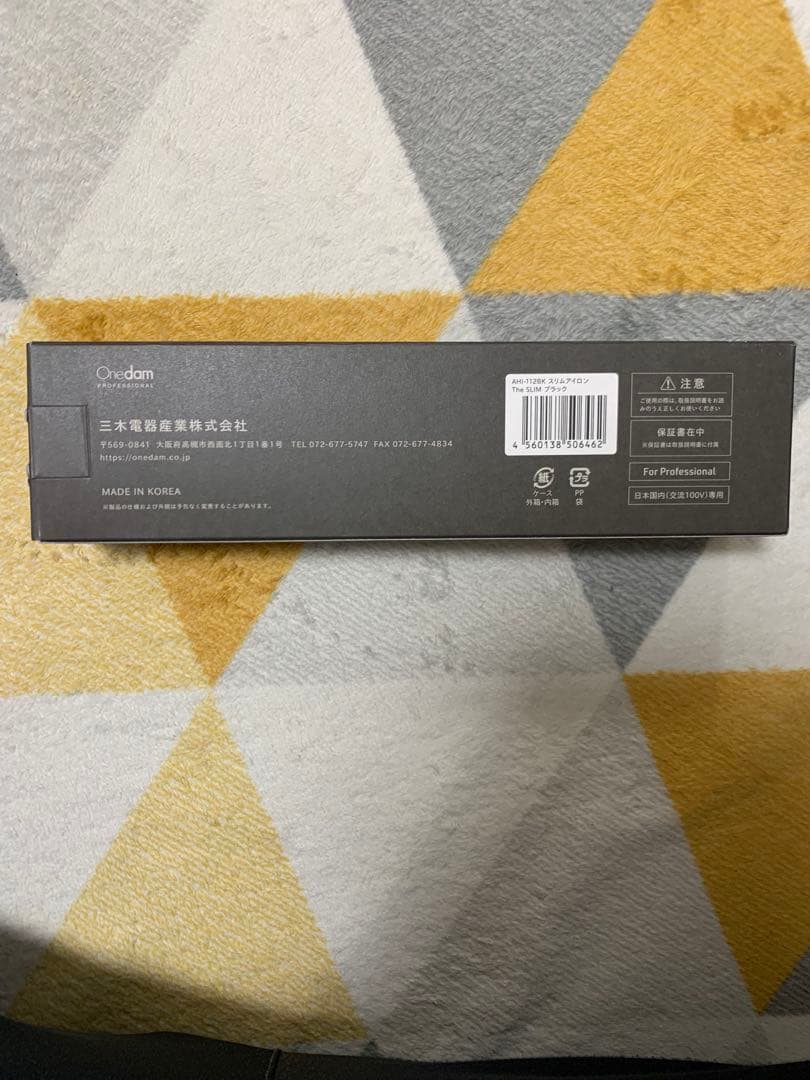 Onedam
PROFESSIONAL
三木電器産業株式会社
〒569-0841 大阪府高槻市西面北1丁目1番1号 TEL 072-677-5747 FAX 072-677-4834
https://onedam.co.jp
MADE IN KOREA
※製品の仕様および外観は予告なく変更することがあります。
AHI-112BK スリムアイロン
The SLIM ブラック
4 560138 506462
紙
ケース
外箱・内箱
プラ
PP
袋
注意
ご使用の際は、取扱説明書をお読
みのうえ正しくお使いください
保証書在中
※保証書は取扱説明書に付属
For Professional
日本国内(交流100V)専用